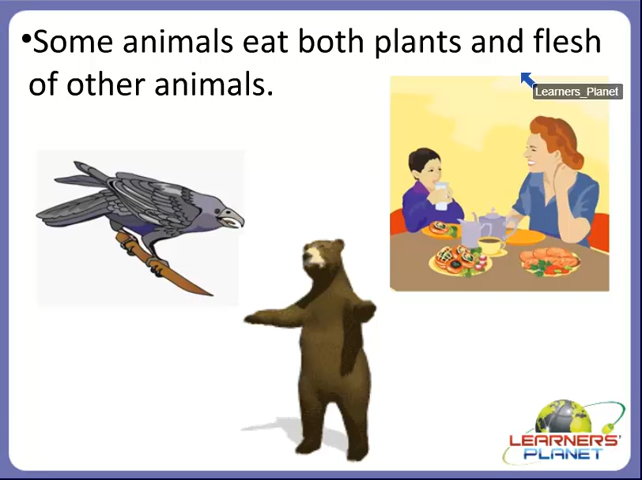 •Some animals eat both plants and flesh
of other animals.
Learners_Planet
LEARNERS'
PLANET